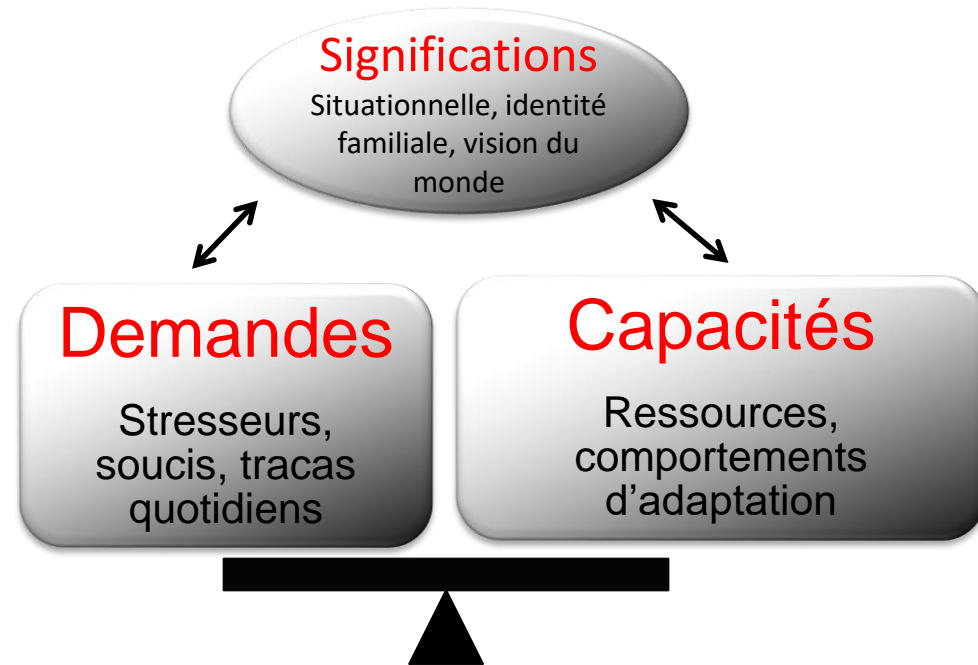 Significations
Situationnelle, identité
familiale, vision du
monde
Demandes
Stresseurs,
soucis, tracas
quotidiens
Capacités
Ressources,
comportements
d’adaptation